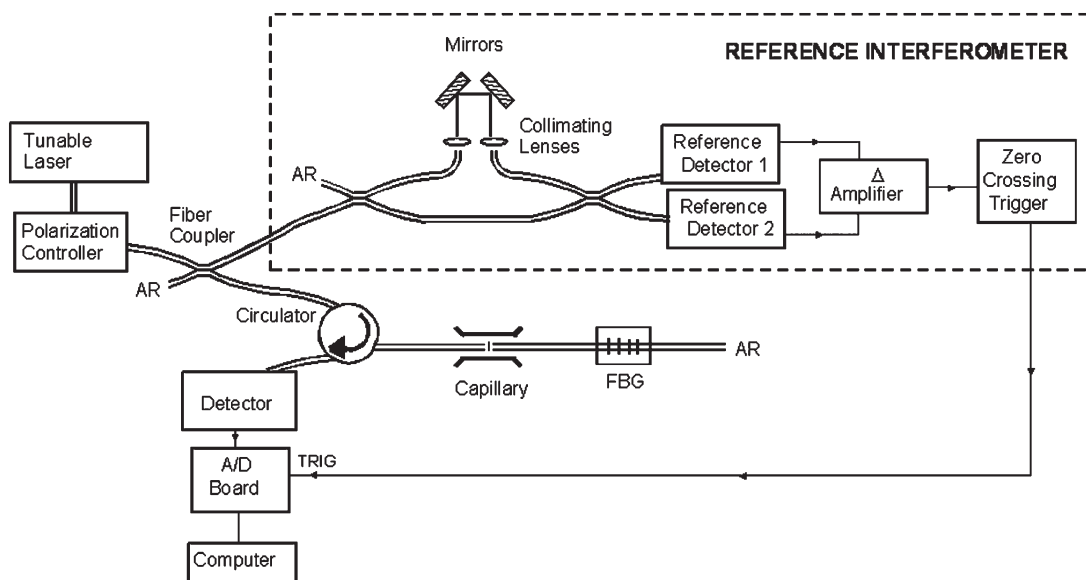 REFERENCE INTERFEROMETER
Mirrors
Collimating
Lenses
Tunable
Laser
Polarization
Controller
Fiber
Coupler
AR
AR
Reference
Detector 1
Reference
Detector 2
Δ
Amplifier
Zero
Crossing
Trigger
Circulator
Capillary
FBG
AR
Detector
A/D
Board
TRIG
Computer